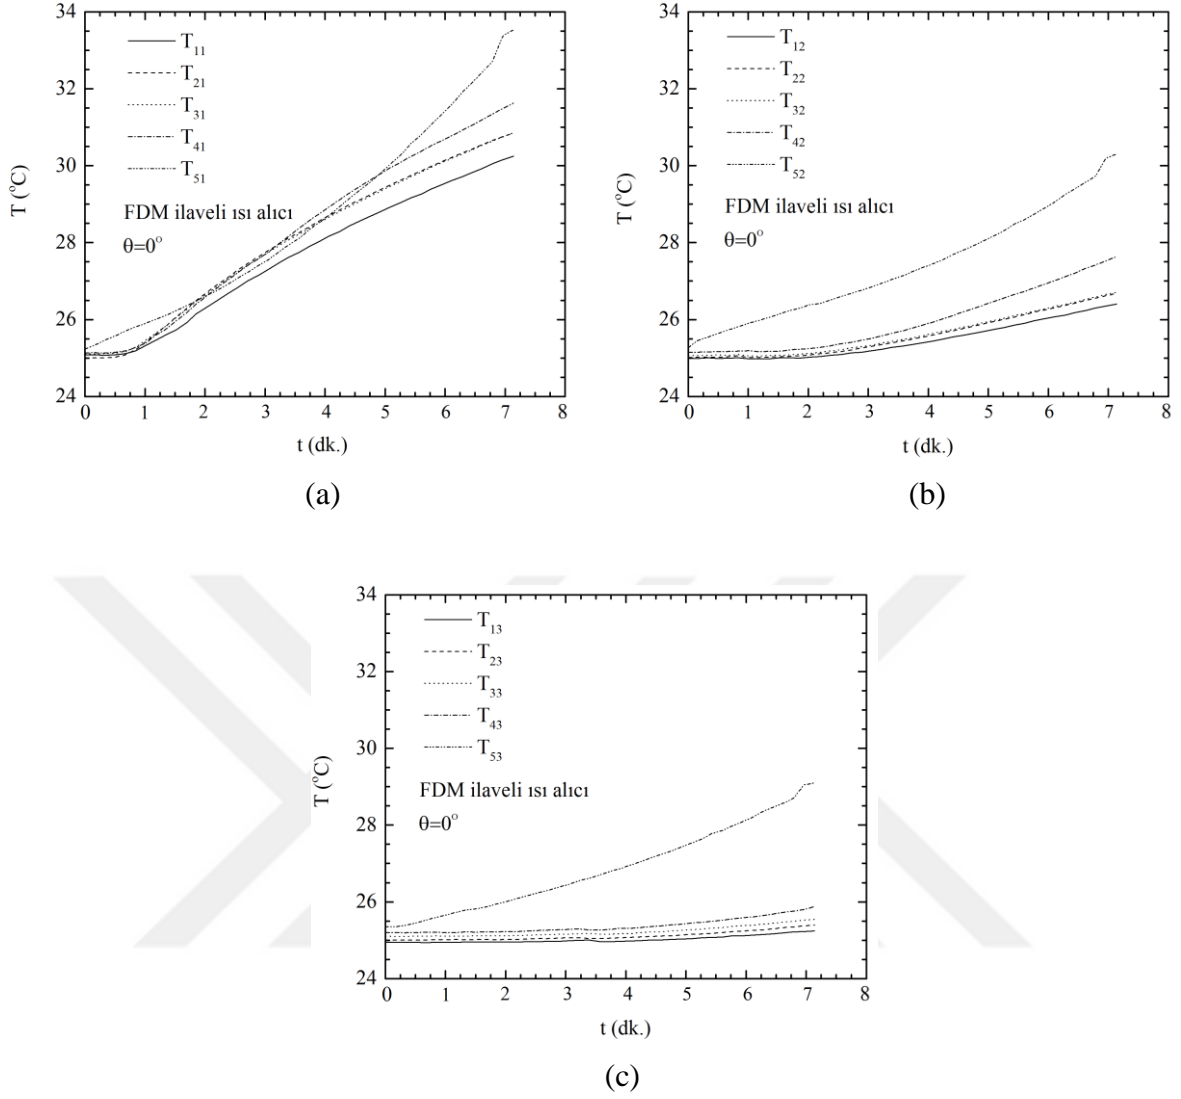 34
32
30
28
26
24
T (°C)
T₁₁
T₂₁
T₃₁
T₄₁
T₅₁
FDM ilaveli ısı alıcı
θ=0°
0 1 2 3 4 5 6 7 8
t (dk.)
(a)
34
32
30
28
26
24
T (°C)
T₁₂
T₂₂
T₃₂
T₄₂
T₅₂
FDM ilaveli ısı alıcı
θ=0°
0 1 2 3 4 5 6 7 8
t (dk.)
(b)
34
32
30
28
26
24
T (°C)
T₁₃
T₂₃
T₃₃
T₄₃
T₅₃
FDM ilaveli ısı alıcı
θ=0°
0 1 2 3 4 5 6 7 8
t (dk.)
(c)